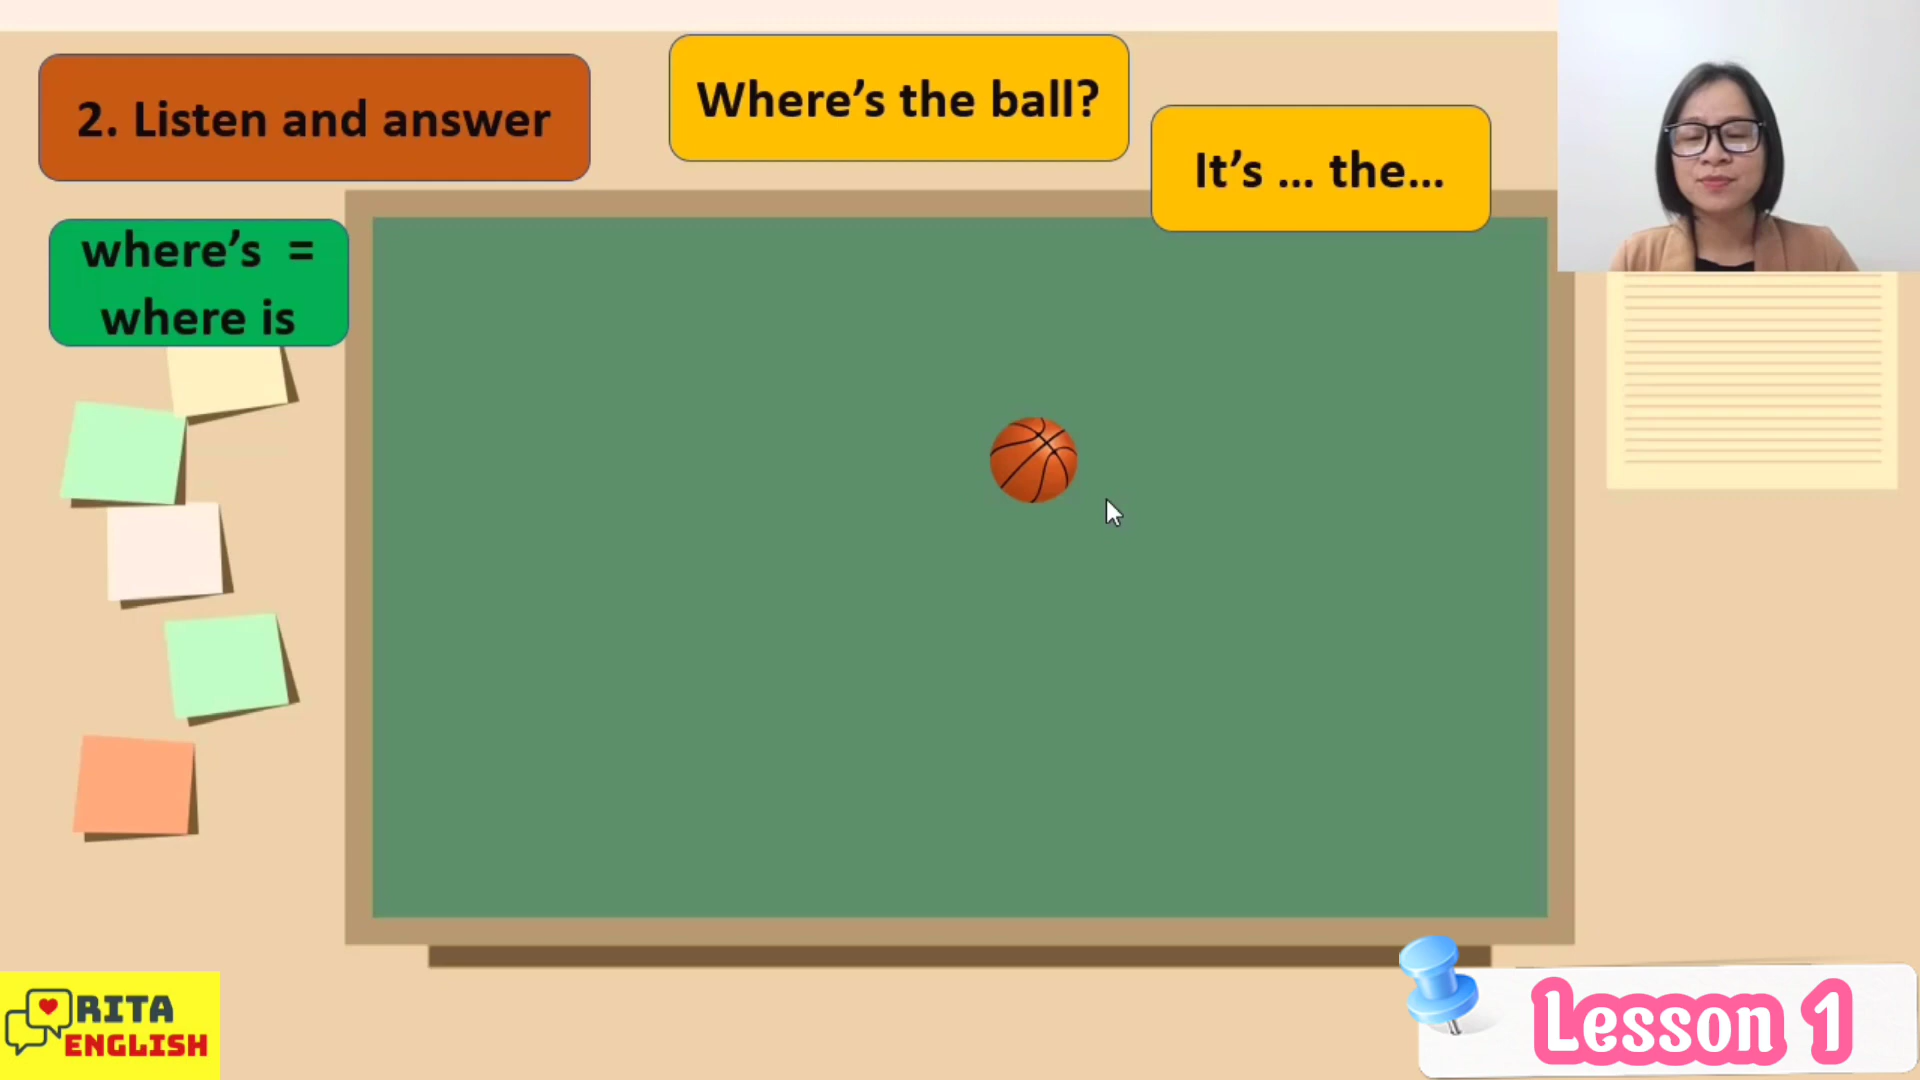 2. Listen and answer
Where’s the ball?
It’s ... the...
where’s =
where is
RITA
ENGLISH
Lesson 1